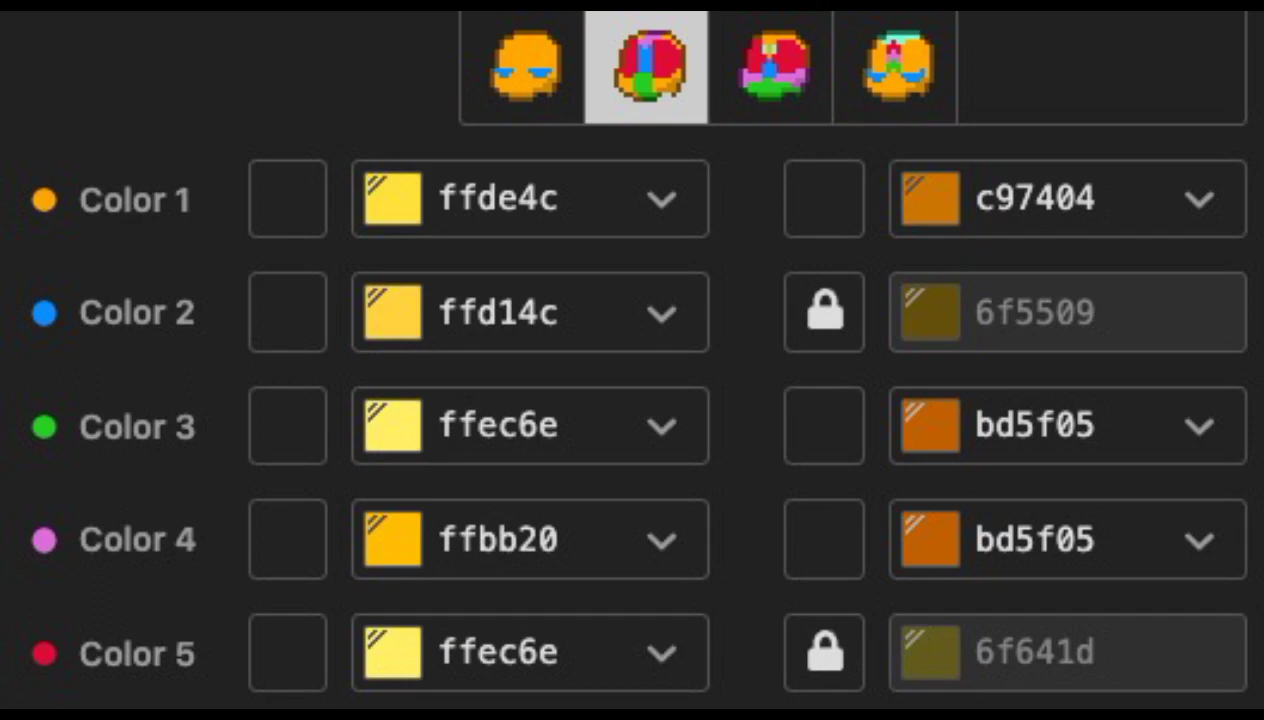 Color 1 ffde4c c97404
Color 2 ffd14c 6f5509
Color 3 ffec6e bd5f05
Color 4 ffbb20 bd5f05
Color 5 ffec6e 6f641d